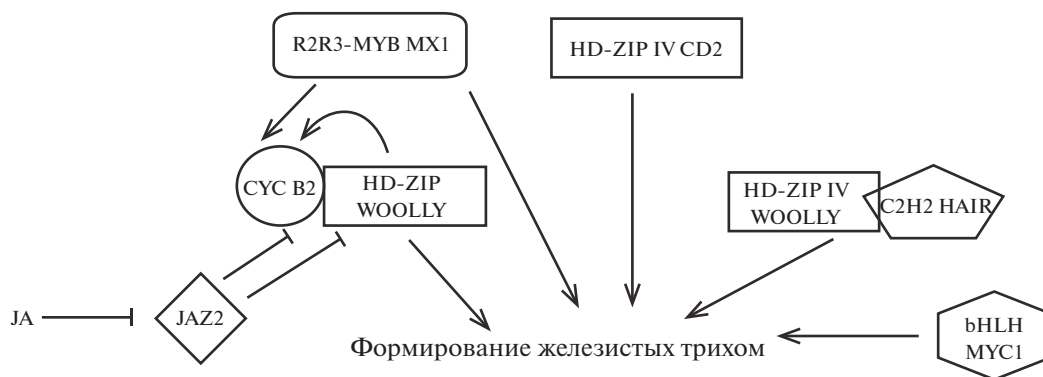 R2R3-MYB MX1
HD-ZIP IV CD2
CYC B2
HD-ZIP
WOOLLY
HD-ZIP IV
WOOLLY
C2H2 HAIR
JA
JAZ2
bHLH
MYC1
Формирование железистых трихом